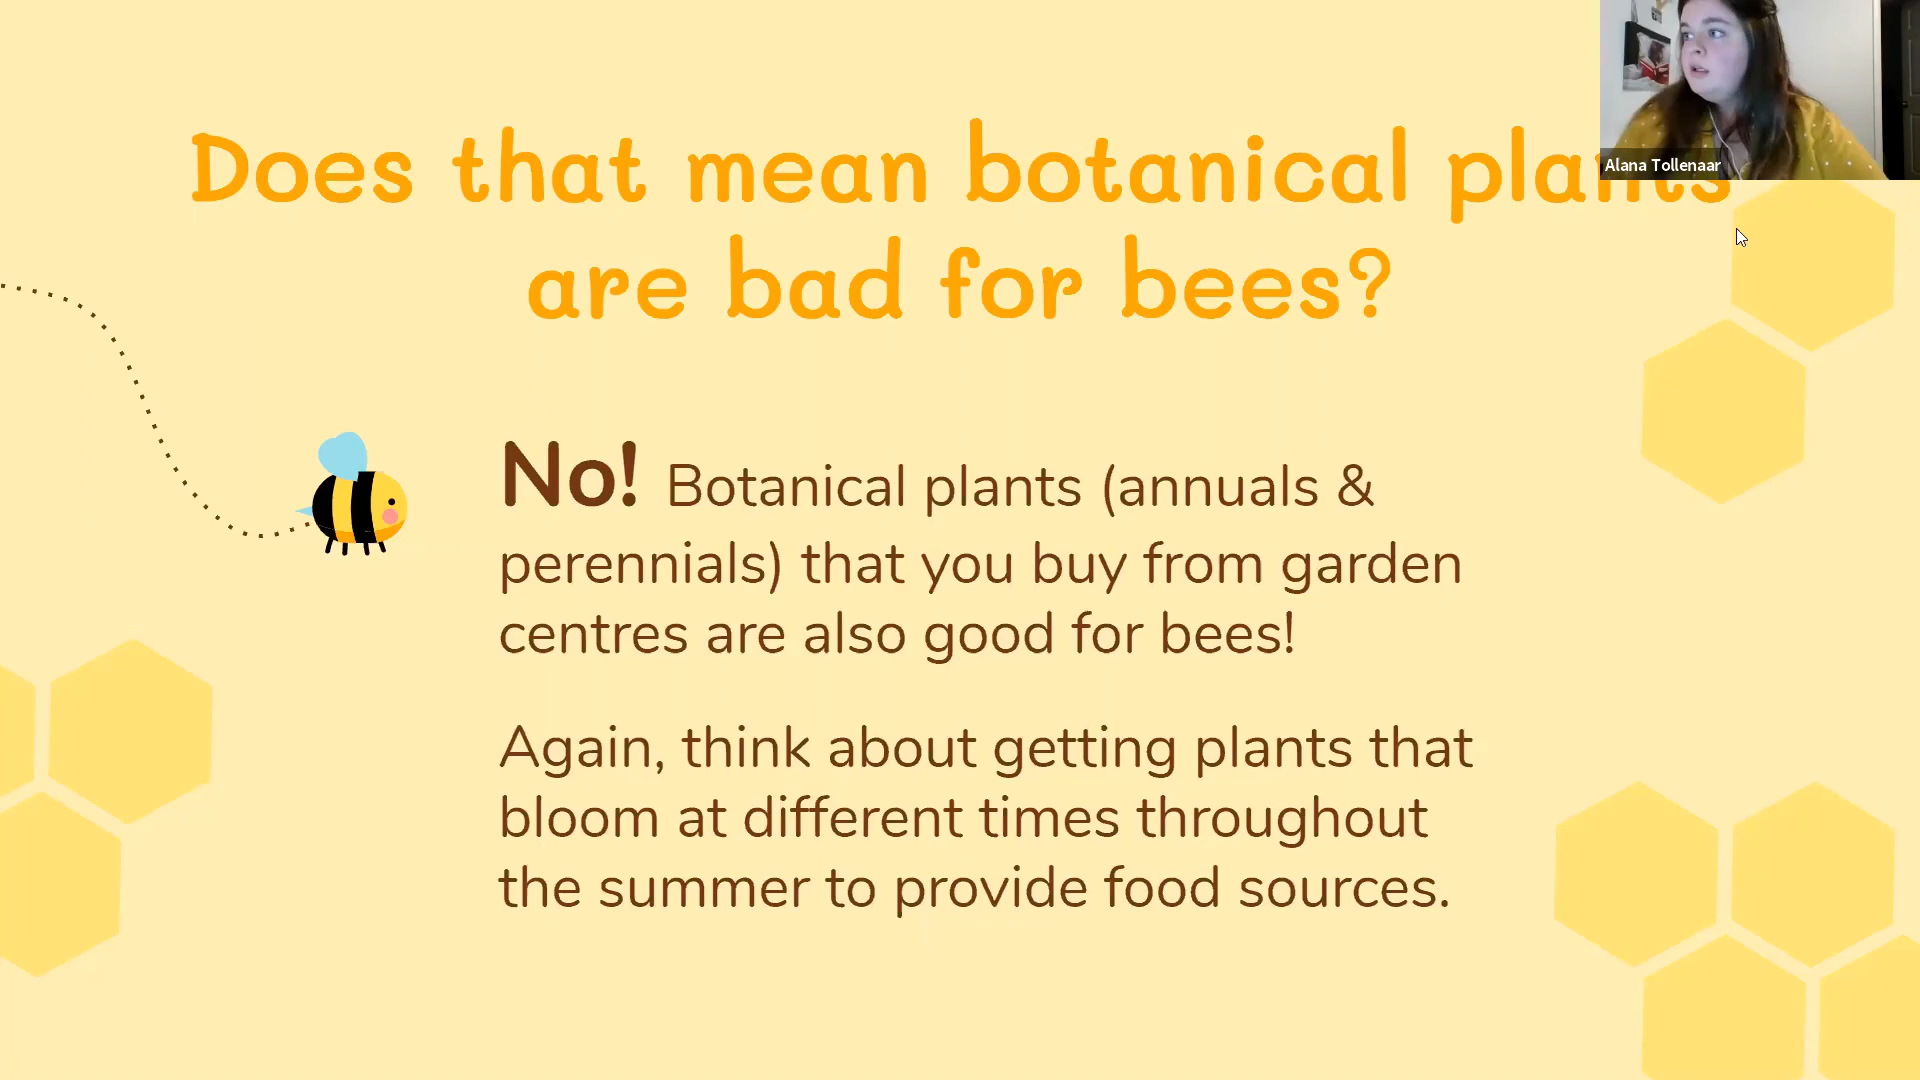 Does that mean botanical plants
are bad for bees?
Alana Tollenaar
No! Botanical plants (annuals &
perennials) that you buy from garden
centres are also good for bees!
Again, think about getting plants that
bloom at different times throughout
the summer to provide food sources.